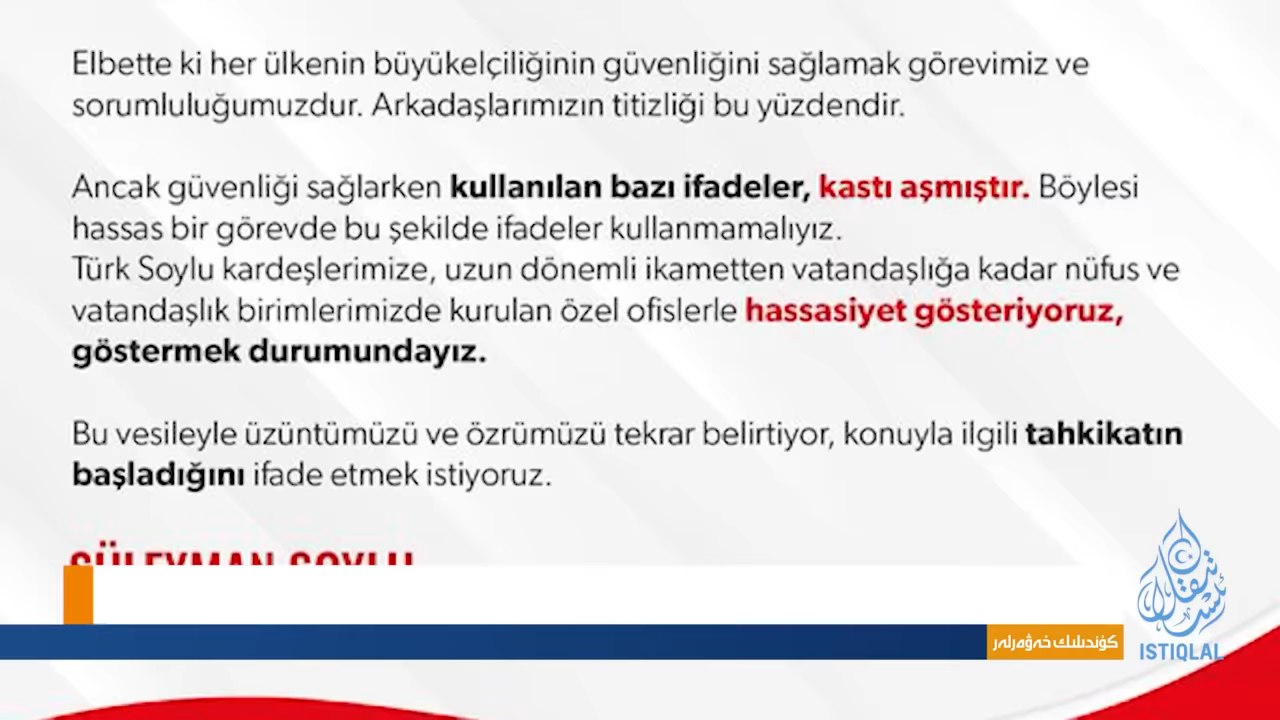 Elbette ki her ülkenin büyükelçiliğinin güvenliğini sağlamak görevimiz ve
sorumluluğumuzdur. Arkadaşlarımızın titizliği bu yüzdendir.
Ancak güvenliği sağlarken kullanılan bazı ifadeler, kastı aşmıştır. Böylesi
hassas bir görevde bu şekilde ifadeler kullanmamalıyız.
Türk Soylu kardeşlerimize, uzun dönemli ikametten vatandaşlığa kadar nüfus ve
vatandaşlık birimlerimizde kurulan özel ofislerle hassasiyet gösteriyoruz,
göstermek durumundayız.
Bu vesileyle üzüntümüzü ve özrümüzü tekrar belirtiyor, konuyla ilgili tahkikatın
başladığını ifade etmek istiyoruz.
SÜLEYMAN SOYLU
كۈندىلىك خەۋەرلەر
ئىستىقلال
ISTIQLAL